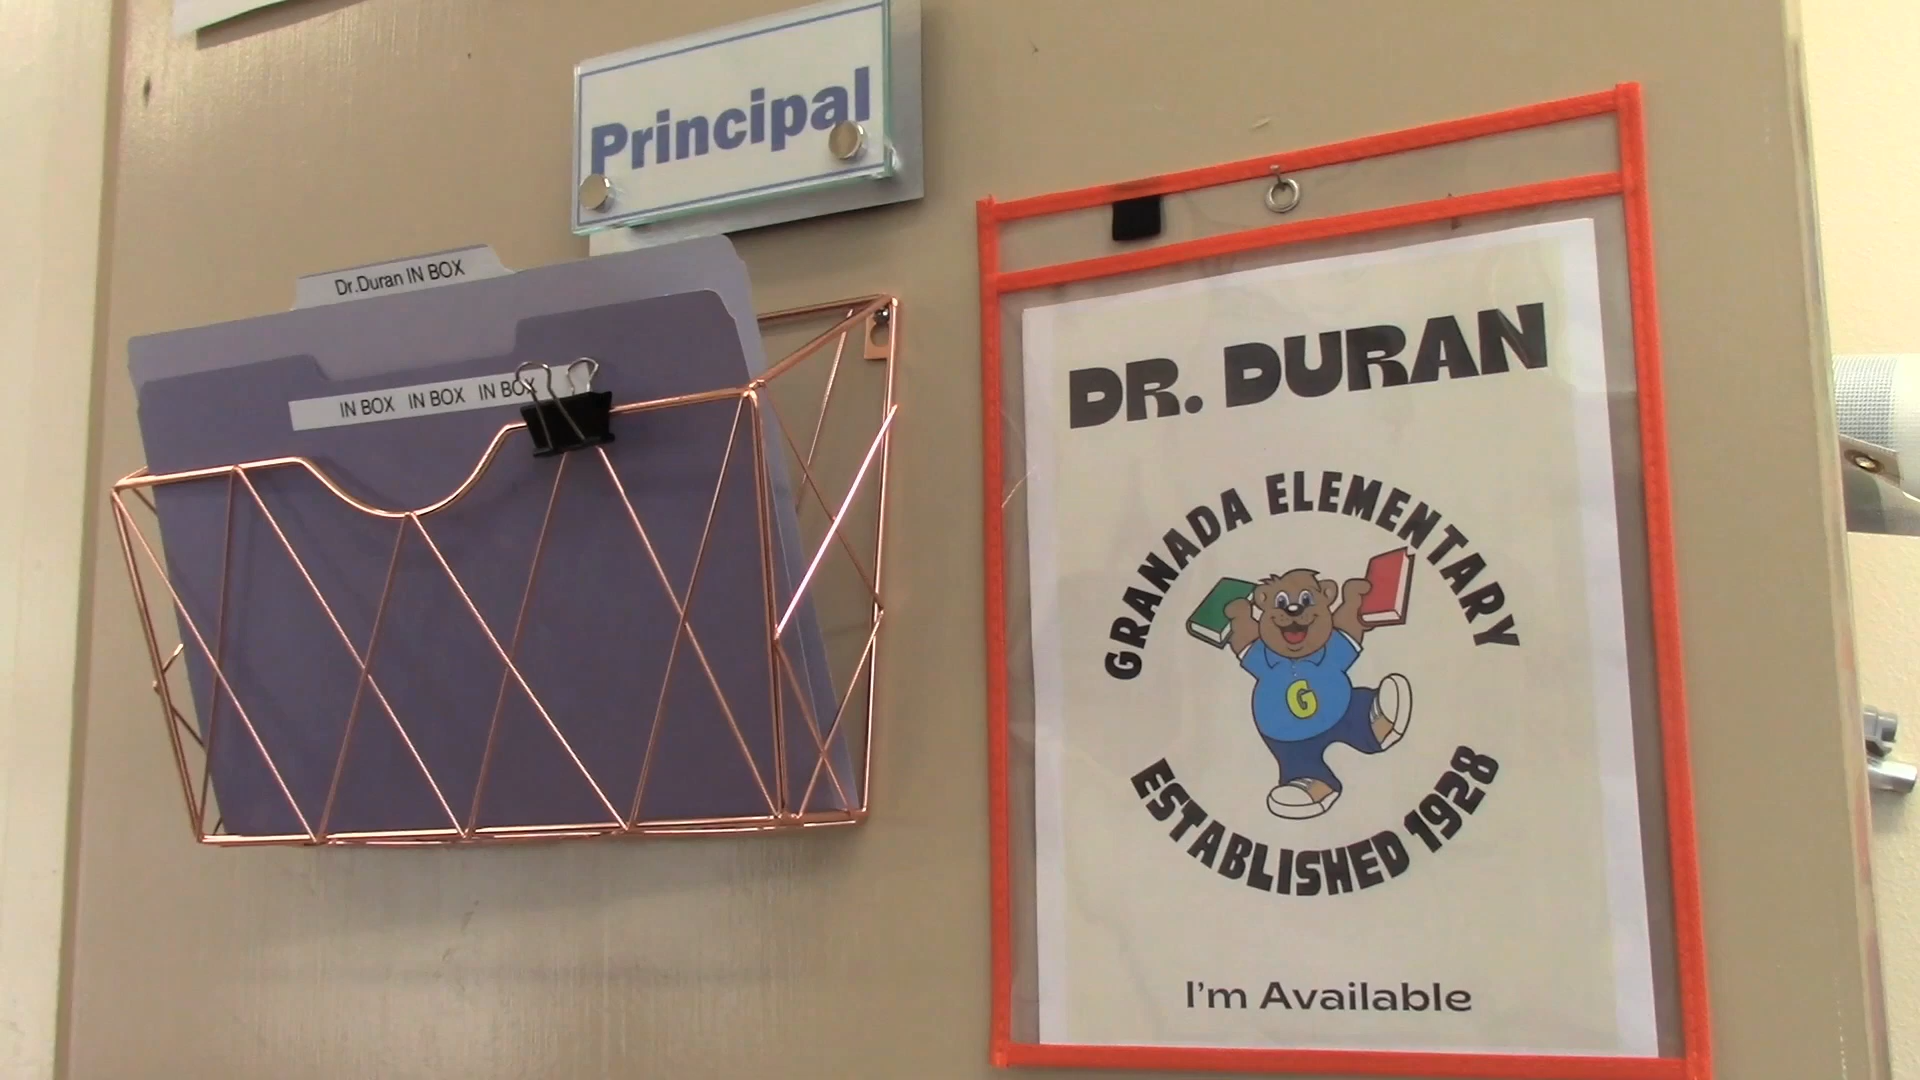 Principal
Dr.Duran IN BOX
IN BOX IN BOX IN BOX
DR. DURAN
GRANADA ELEMENTARY
G
ESTABLISHED 1928
I'm Available